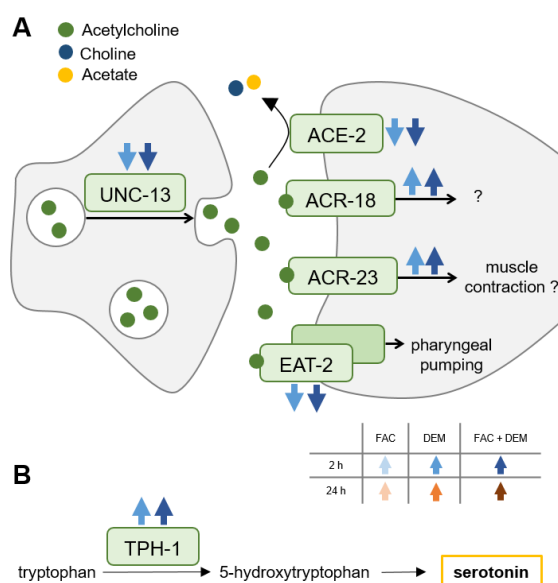 A
Acetylcholine
Choline
Acetate
ACE-2
UNC-13
ACR-18
?
ACR-23
muscle
contraction ?
EAT-2
pharyngeal
pumping
FAC DEM FAC + DEM
2 h
24 h
B
TPH-1
tryptophan 5-hydroxytryptophan serotonin